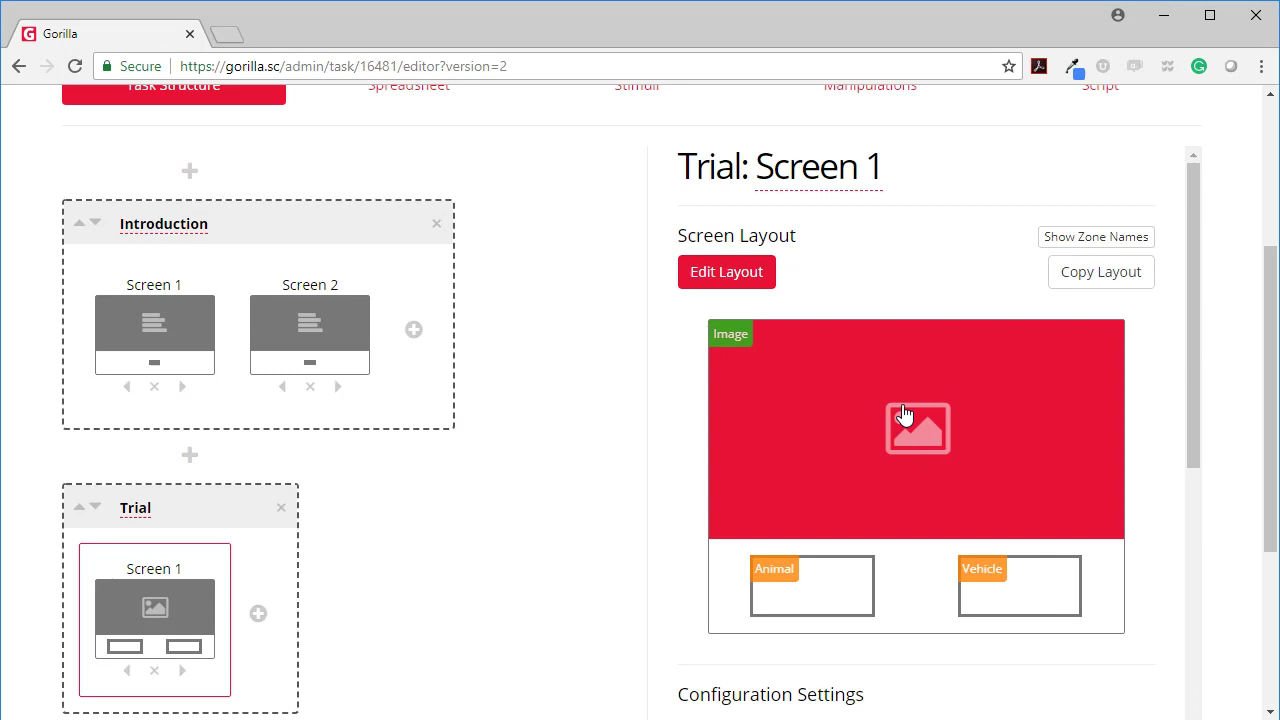 Gorilla
Secure https://gorilla.sc/admin/task/16481/editor?version=2
Task Structure Spreadsheet Stimuli Manipulations Script
Trial: Screen 1
Introduction
Screen Layout
Show Zone Names
Edit Layout
Copy Layout
Screen 1 Screen 2
Image
Trial
Screen 1
Animal
Vehicle
Configuration Settings